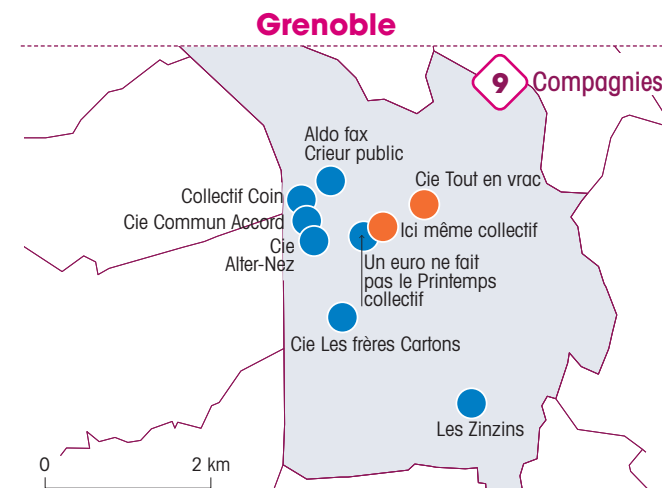 Grenoble
9 Compagnies
Aldo fax
Crieur public
Cie Tout en vrac
Collectif Coin
Cie Commun Accord
Ici même collectif
Cie
Alter-Nez
Un euro ne fait
pas le Printemps
collectif
Cie Les frères Cartons
Les Zinzins
0 2 km